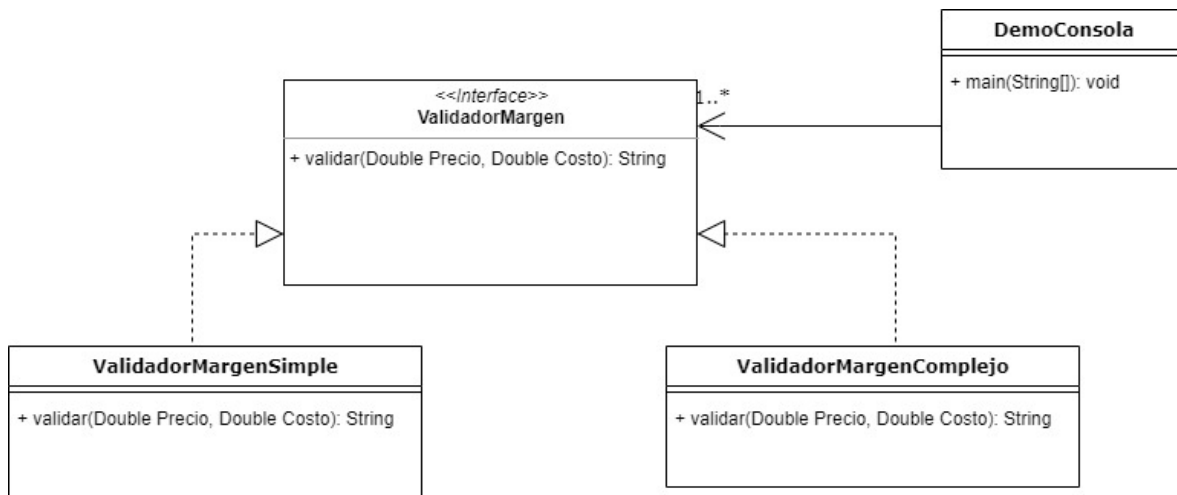 DemoConsola
+ main(String[]): void
<<Interface>>
ValidadorMargen
1..*
+ validar(Double Precio, Double Costo): String
ValidadorMargenSimple
+ validar(Double Precio, Double Costo): String
ValidadorMargenComplejo
+ validar(Double Precio, Double Costo): String